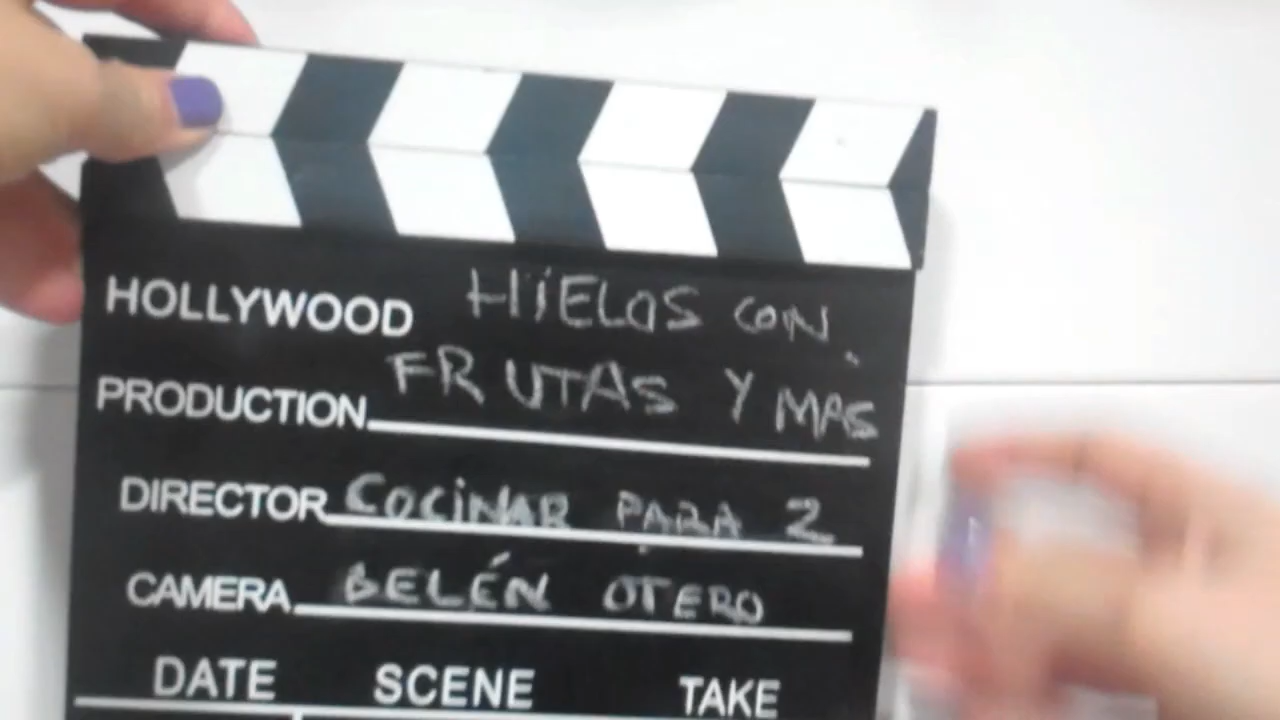 HOLLYWOOD HiELOS CON
PRODUCTION FRUTAS Y MAS
DIRECTOR COCiNAR PARA 2
CAMERA BELÉN OTERO
DATE SCENE TAKE